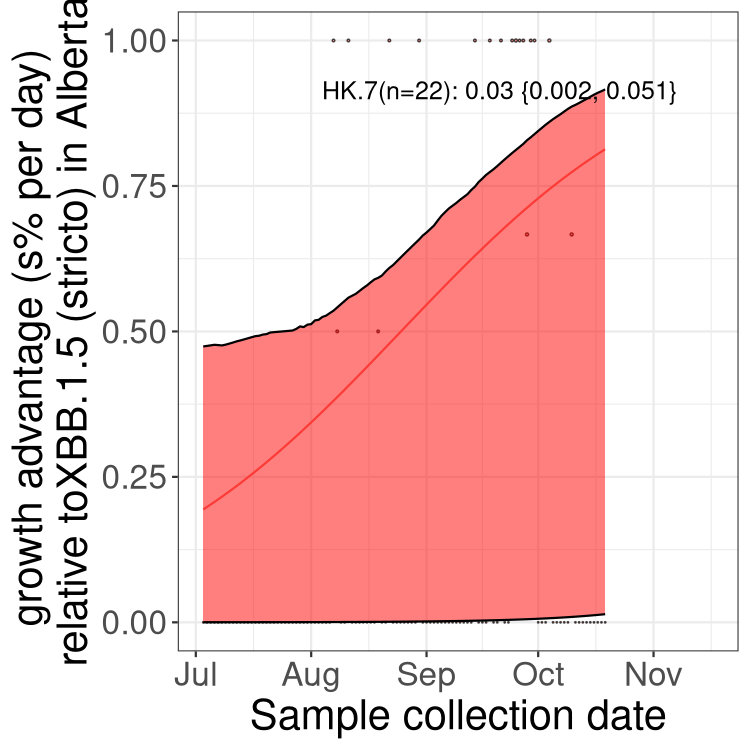 growth advantage (s% per day)
relative toXBB.1.5 (stricto) in Alberta
1.00
0.75
0.50
0.25
0.00
HK.7(n=22): 0.03 {0.002, 0.051}
Jul Aug Sep Oct Nov
Sample collection date